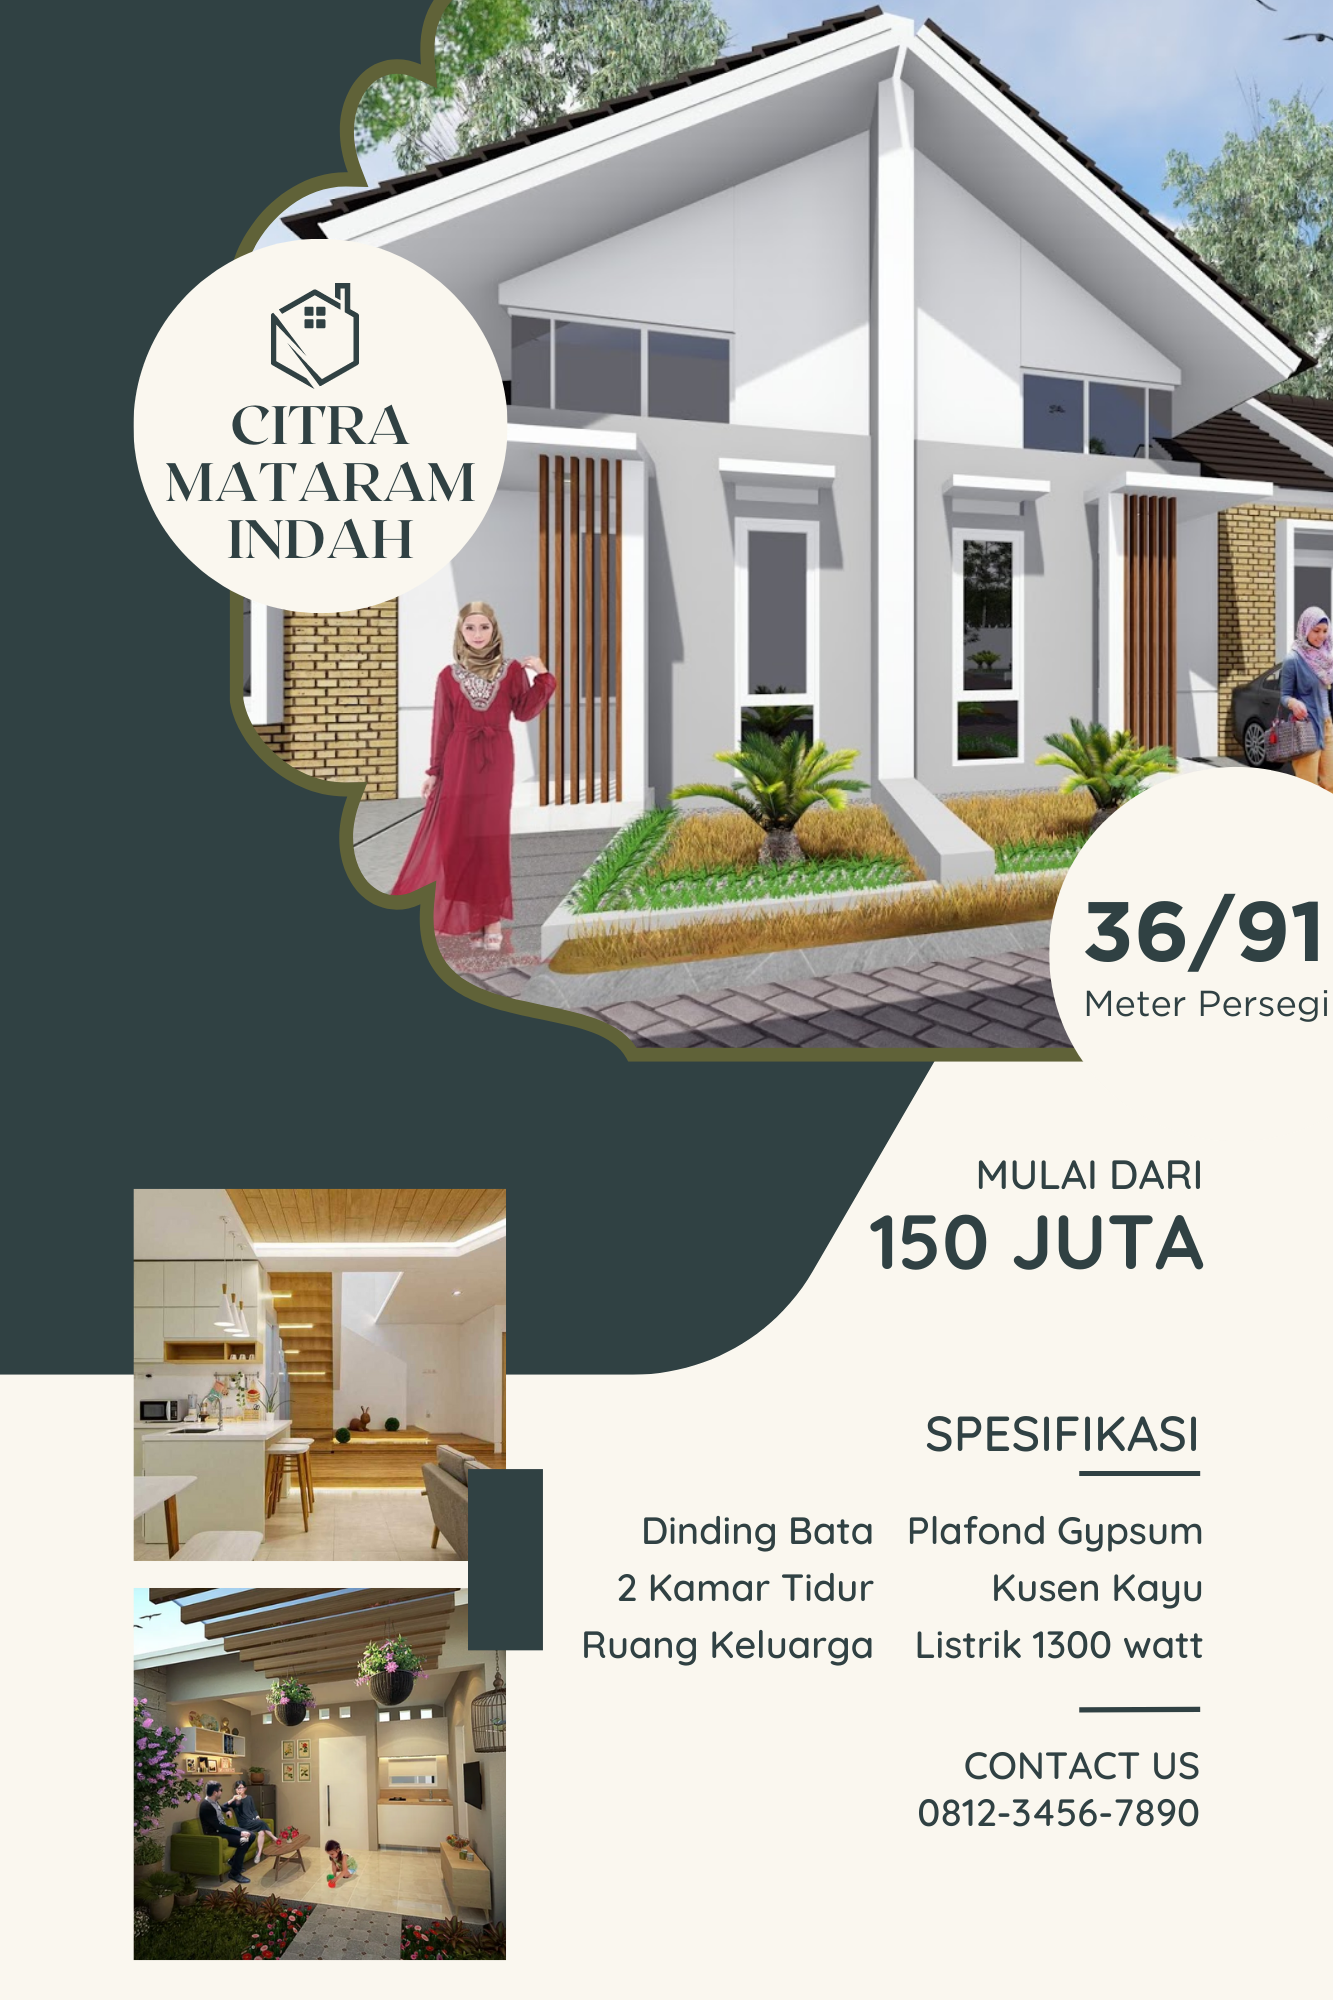 CITRA
MATARAM
INDAH
36/91
Meter Persegi
MULAI DARI
150 JUTA
SPESIFIKASI
Dinding Bata
2 Kamar Tidur
Ruang Keluarga
Plafond Gypsum
Kusen Kayu
Listrik 1300 watt
CONTACT US
0812-3456-7890